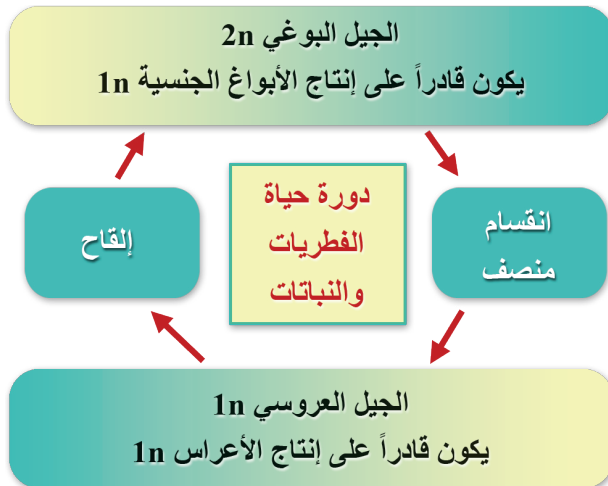 الجيل البوغي 2n
يكون قادراً على إنتاج الأبواغ الجنسية 1n
دورة حياة
الفطريات
والنباتات
انقسام
منصف
إلقاح
الجيل العروسي 1n
يكون قادراً على إنتاج الأعراس 1n